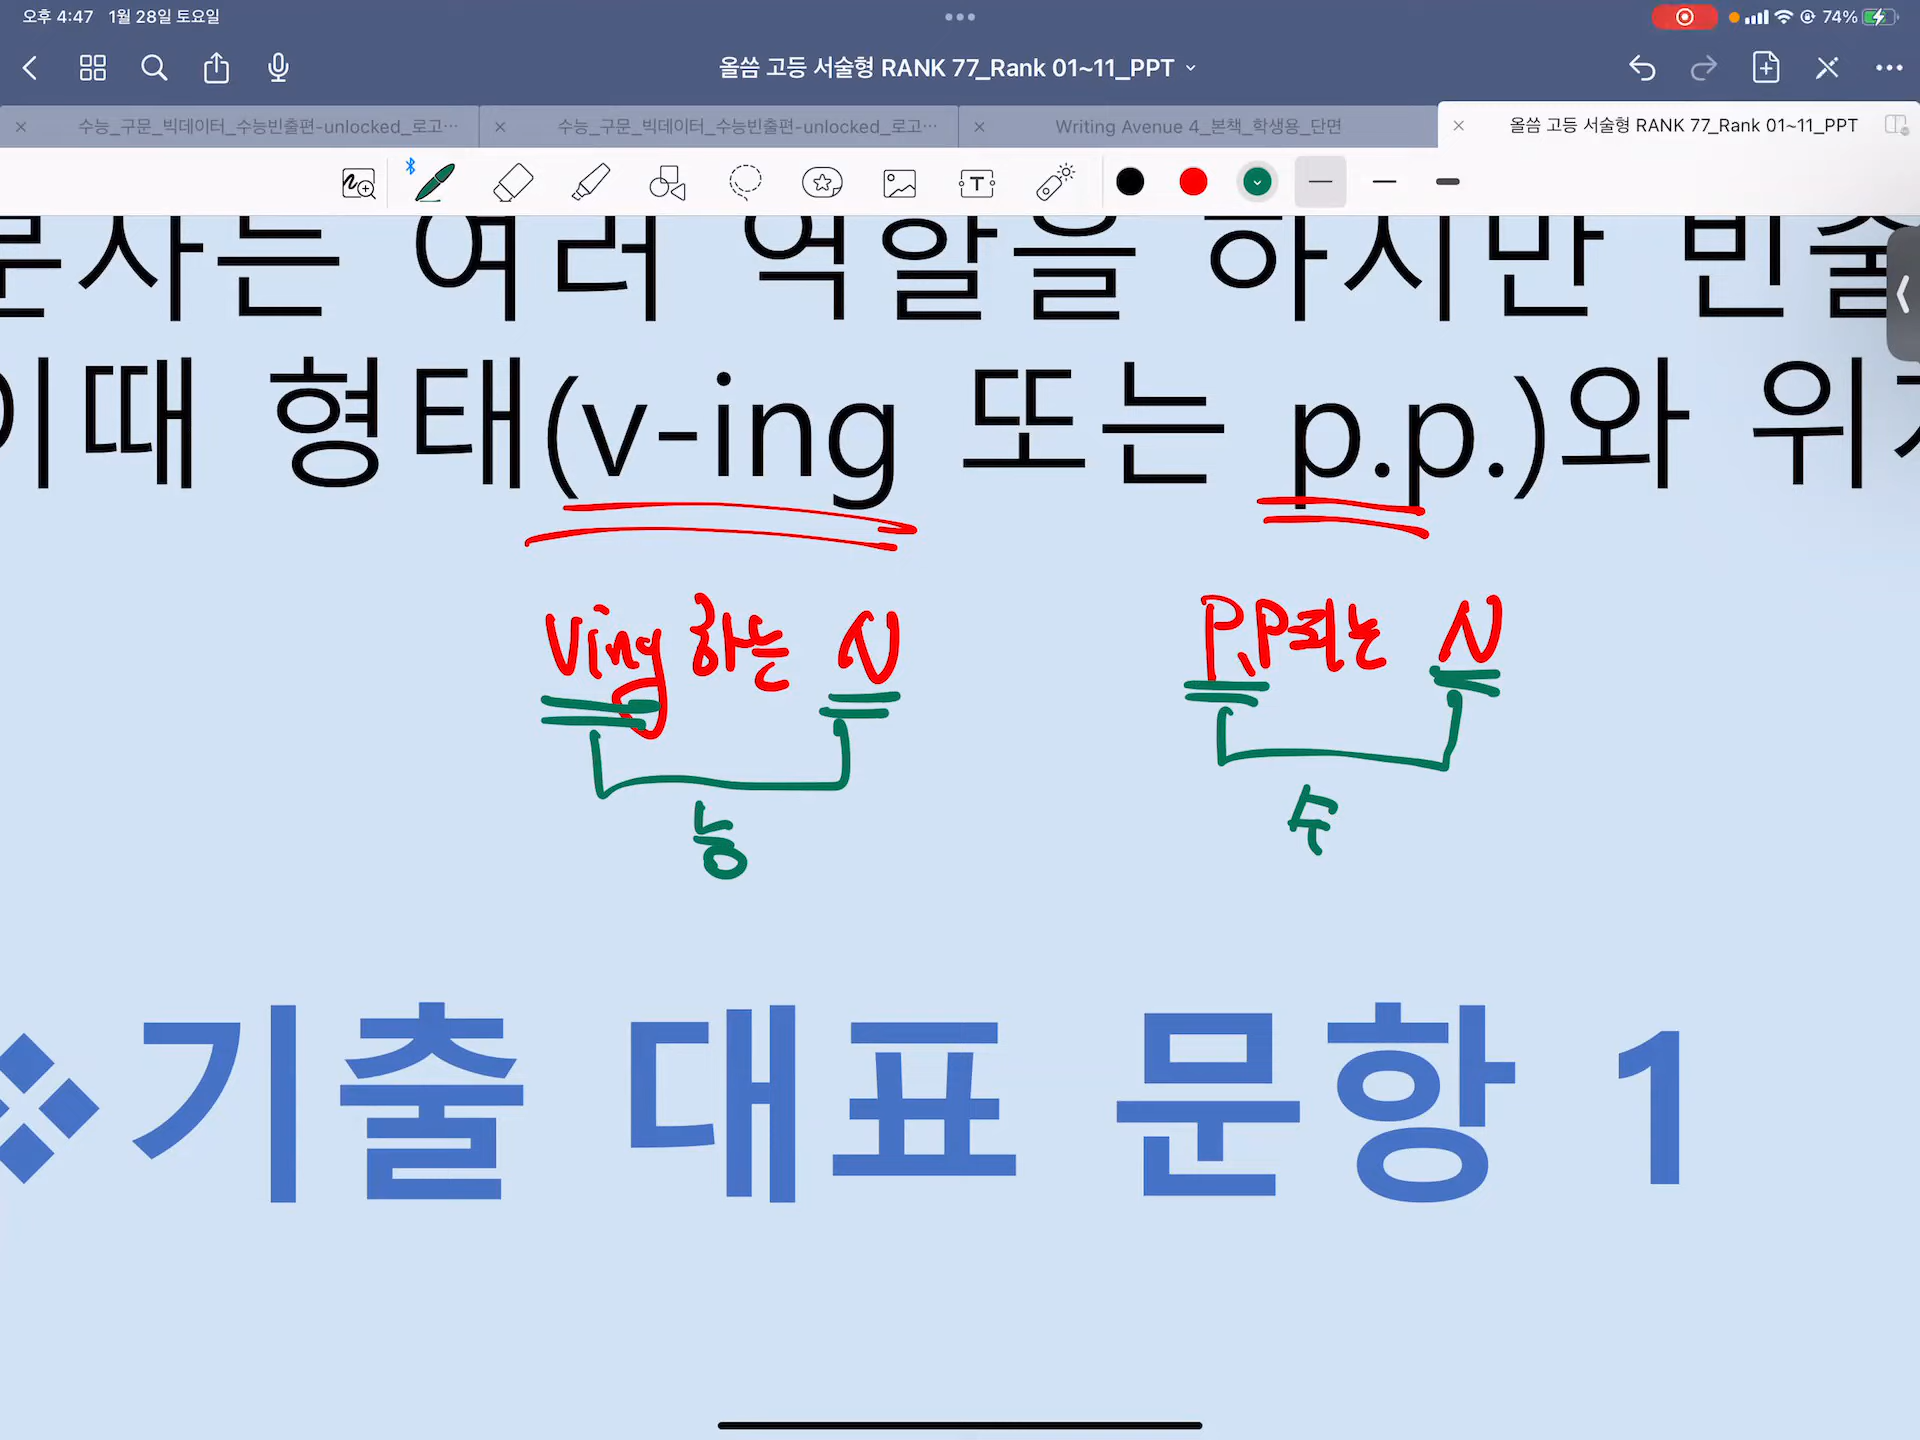 오후 4:47 1월 28일 토요일
74%
올씀 고등 서술형 RANK 77_Rank 01~11_PPT
수능_구문_빅데이터_수능빈출편-unlocked_로고…
수능_구문_빅데이터_수능빈출편-unlocked_로고…
Writing Avenue 4_본책_학생용_단면
올씀 고등 서술형 RANK 77_Rank 01~11_PPT
분사는 여러 역할을 하지만 빈출
이때 형태(v-ing 또는 p.p.)와 위치
Ving 하는 N
P.P되는 N
능
수
❖기출 대표 문항 1